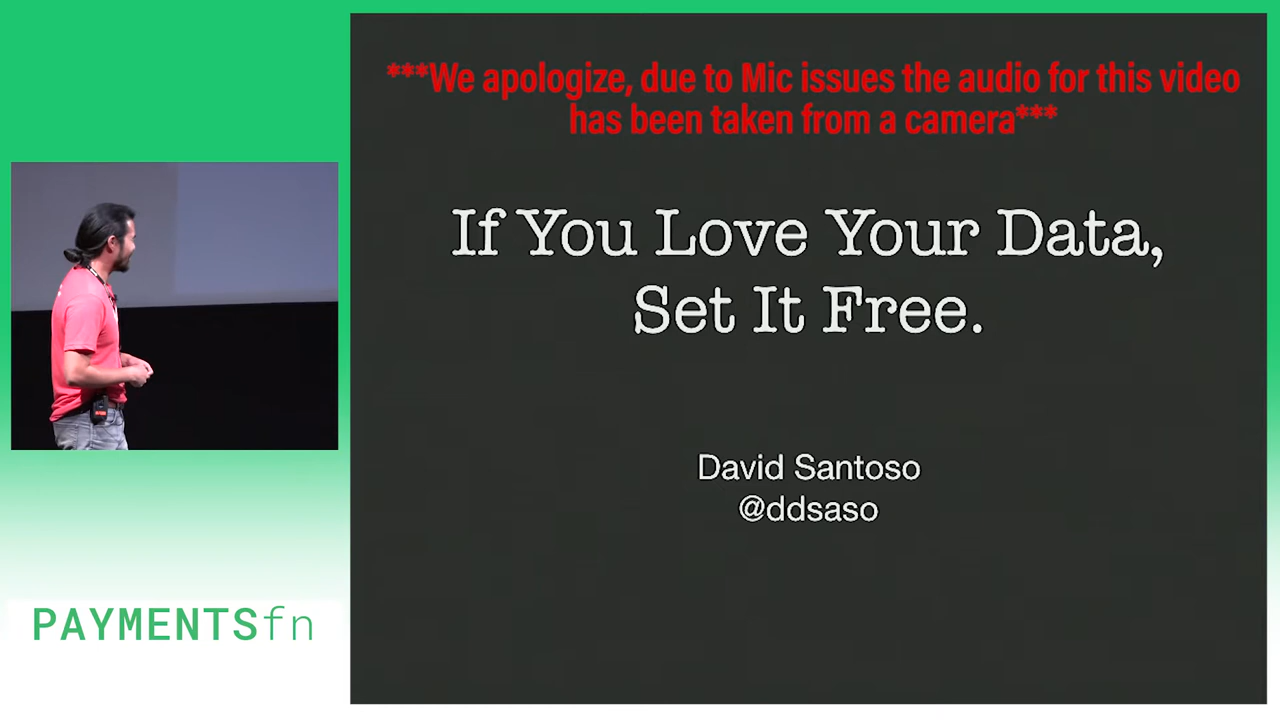 ***We apologize, due to Mic issues the audio for this video
has been taken from a camera***
If You Love Your Data,
Set It Free.
David Santoso
@ddsaso
PAYMENTSfn